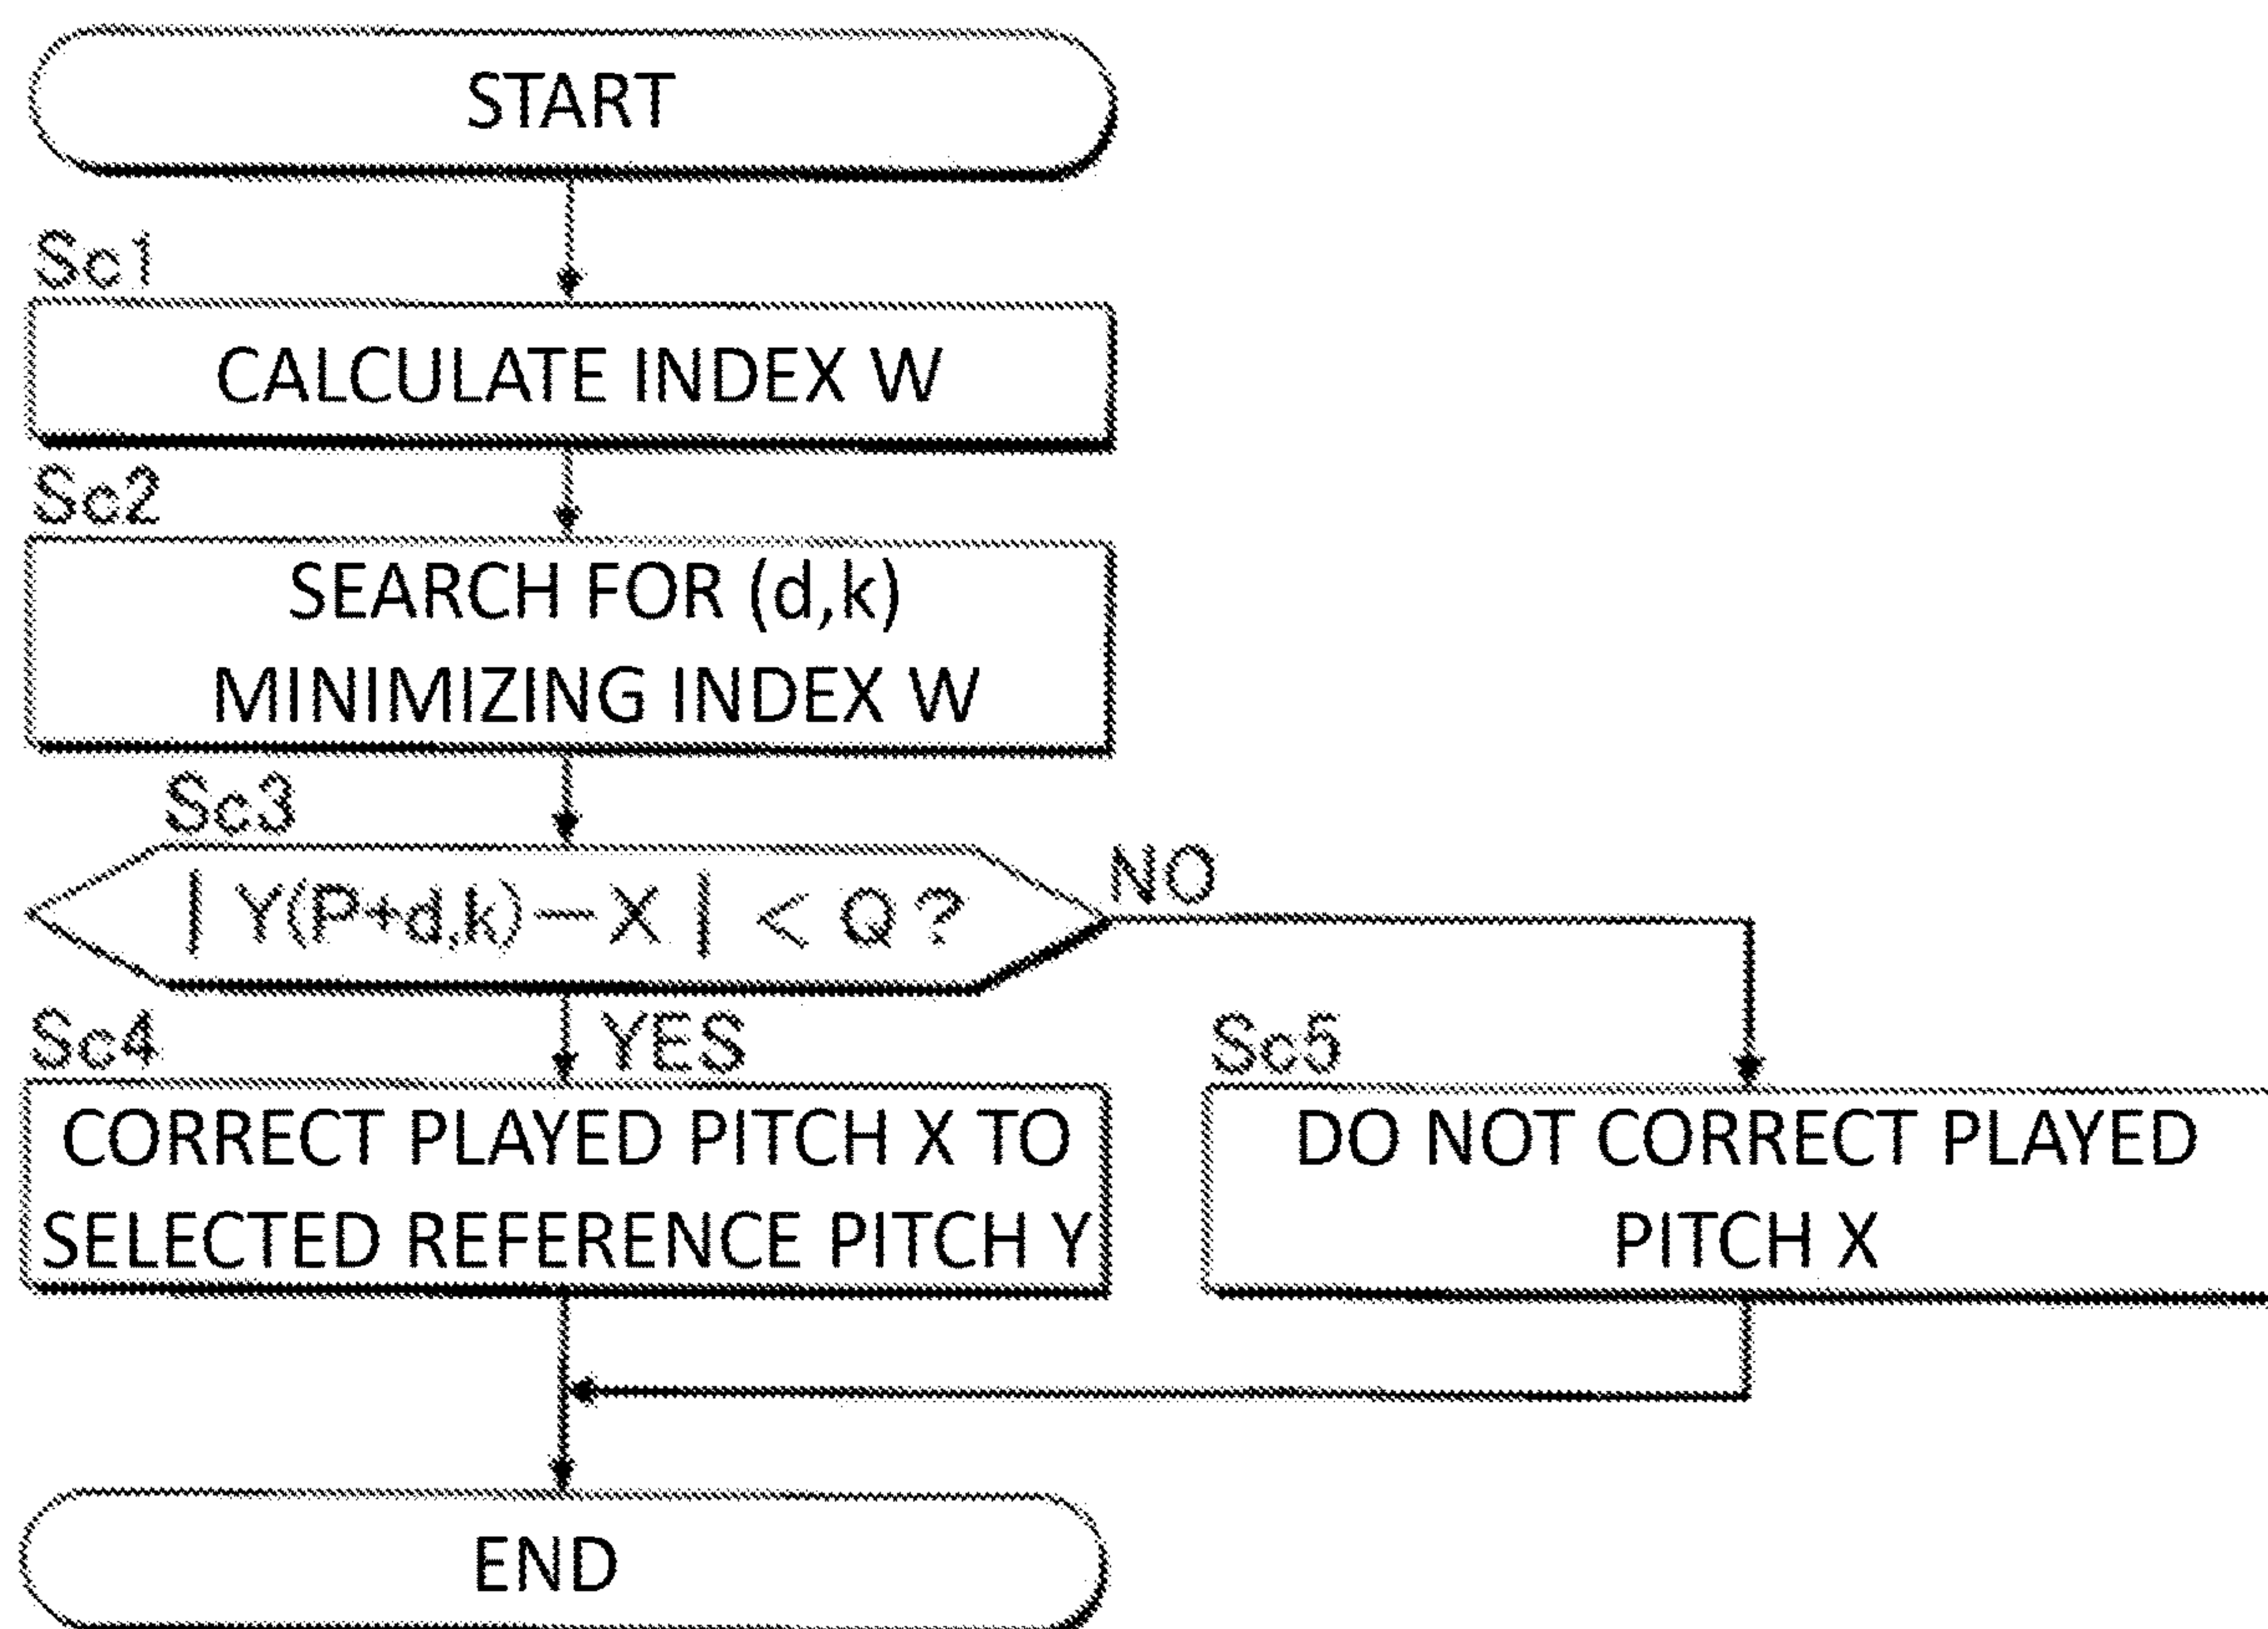 START
Sc1
CALCULATE INDEX W
Sc2
SEARCH FOR (d,k)
MINIMIZING INDEX W
Sc3
| Y(P+d,k)－X | < Q ?
NO
YES
Sc4
CORRECT PLAYED PITCH X TO
SELECTED REFERENCE PITCH Y
Sc5
DO NOT CORRECT PLAYED
PITCH X
END